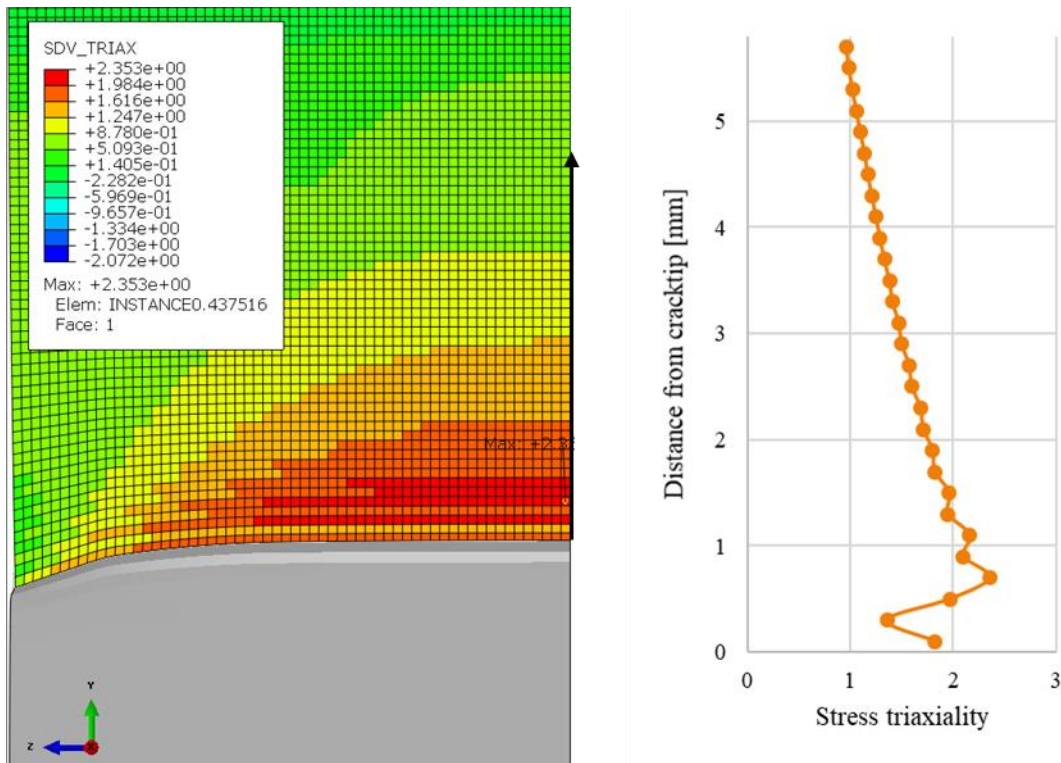 SDV_TRIAX
+2.353e+00
+1.984e+00
+1.616e+00
+1.247e+00
+8.780e-01
+5.093e-01
+1.405e-01
-2.282e-01
-5.969e-01
-9.657e-01
-1.334e+00
-1.703e+00
-2.072e+00
Max: +2.353e+00
Elem: INSTANCE0.437516
Face: 1
Max: +2.3
Y
Z
X
Distance from cracktip [mm]
5
4
3
2
1
0
0 1 2 3
Stress triaxiality